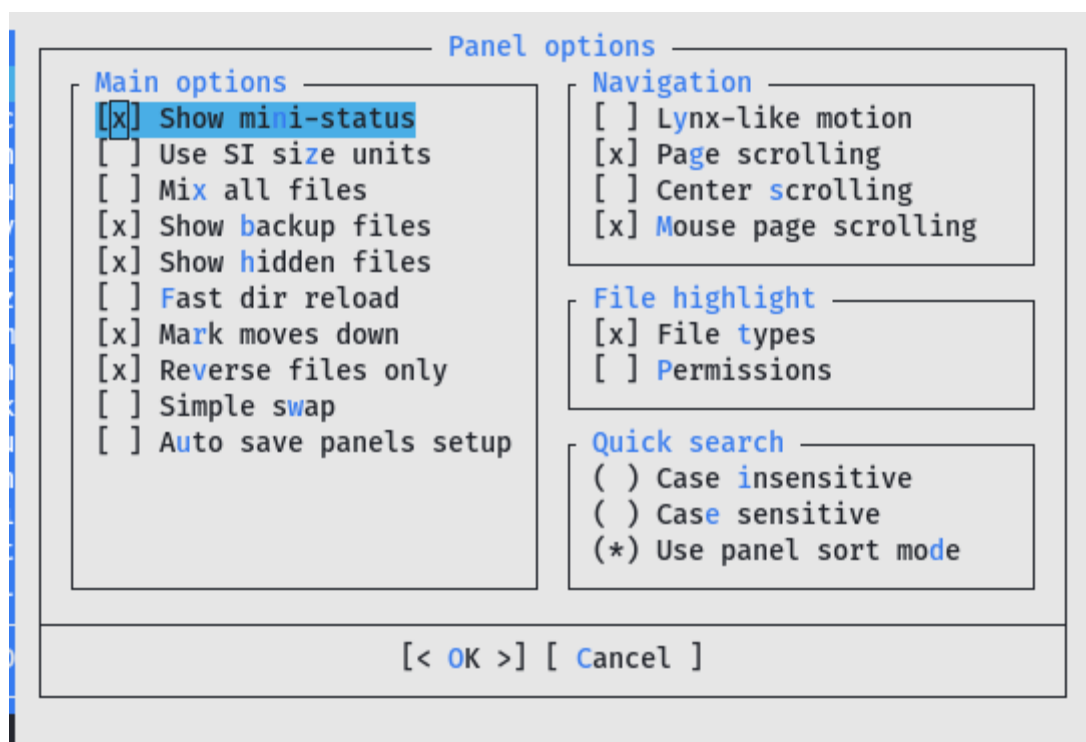 Panel options
Main options
[x] Show mini-status
[ ] Use SI size units
[ ] Mix all files
[x] Show backup files
[x] Show hidden files
[ ] Fast dir reload
[x] Mark moves down
[x] Reverse files only
[ ] Simple swap
[ ] Auto save panels setup
Navigation
[ ] Lynx-like motion
[x] Page scrolling
[ ] Center scrolling
[x] Mouse page scrolling
File highlight
[x] File types
[ ] Permissions
Quick search
( ) Case insensitive
( ) Case sensitive
(*) Use panel sort mode
[< OK >] [ Cancel ]